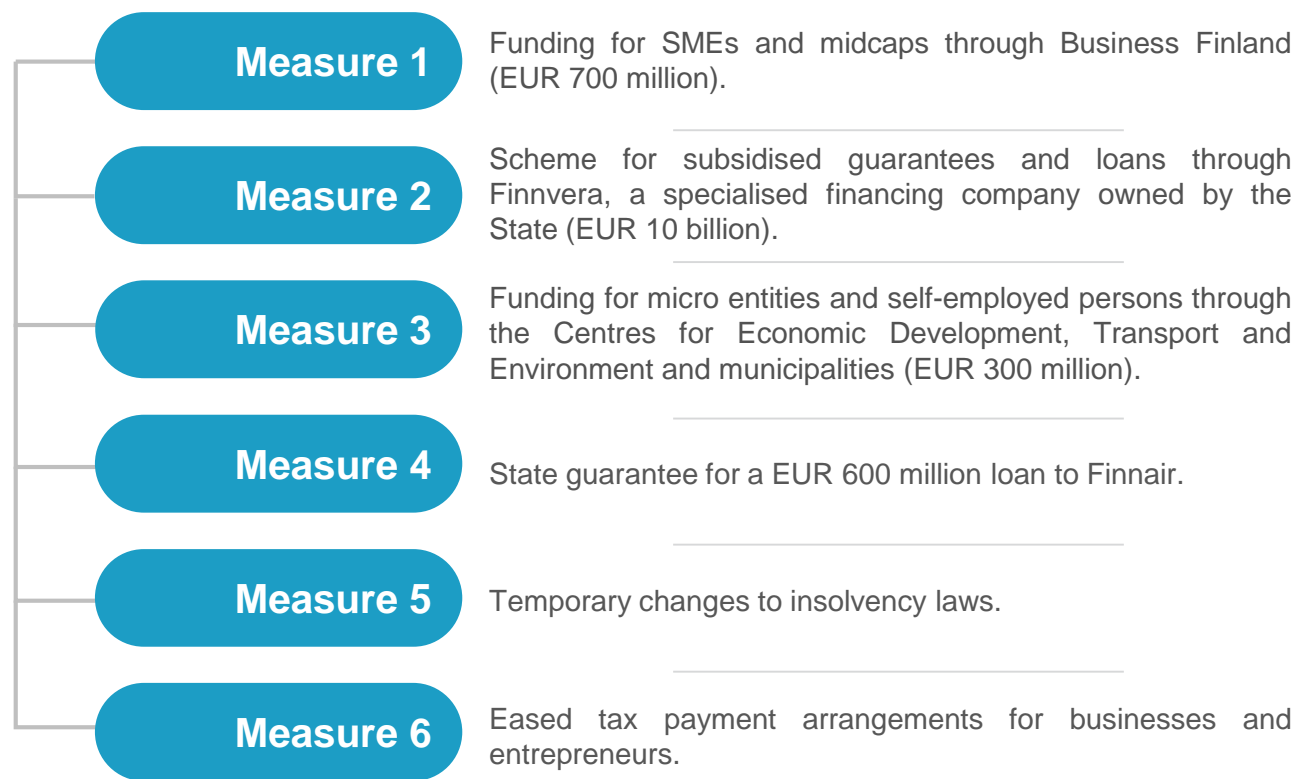 Measure 1
Funding for SMEs and midcaps through Business Finland
(EUR 700 million).
Measure 2
Scheme for subsidised guarantees and loans through
Finnvera, a specialised financing company owned by the
State (EUR 10 billion).
Measure 3
Funding for micro entities and self-employed persons through
the Centres for Economic Development, Transport and
Environment and municipalities (EUR 300 million).
Measure 4
State guarantee for a EUR 600 million loan to Finnair.
Measure 5
Temporary changes to insolvency laws.
Measure 6
Eased tax payment arrangements for businesses and
entrepreneurs.